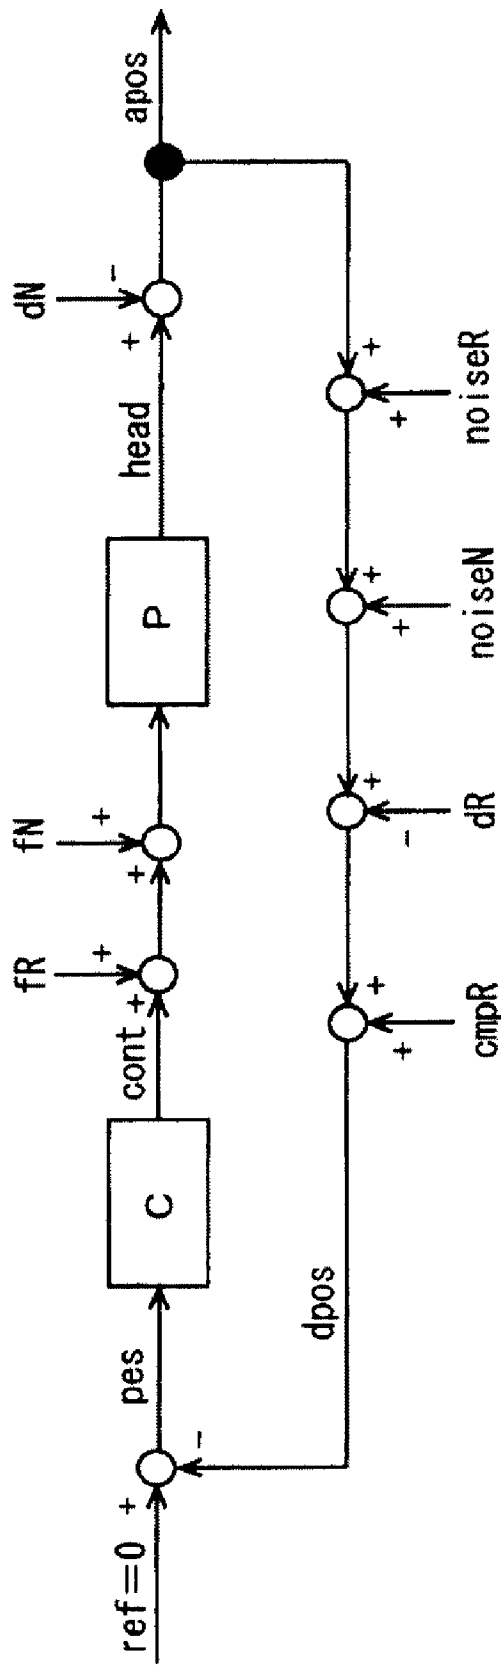 ref=0
+
-
pes
C
cont
+
fR
+
+
fN
+
P
head
+
dN
-
apos
dpos
+
cmpR
+
+
dR
-
+
noiseN
+
+
noiseR
+